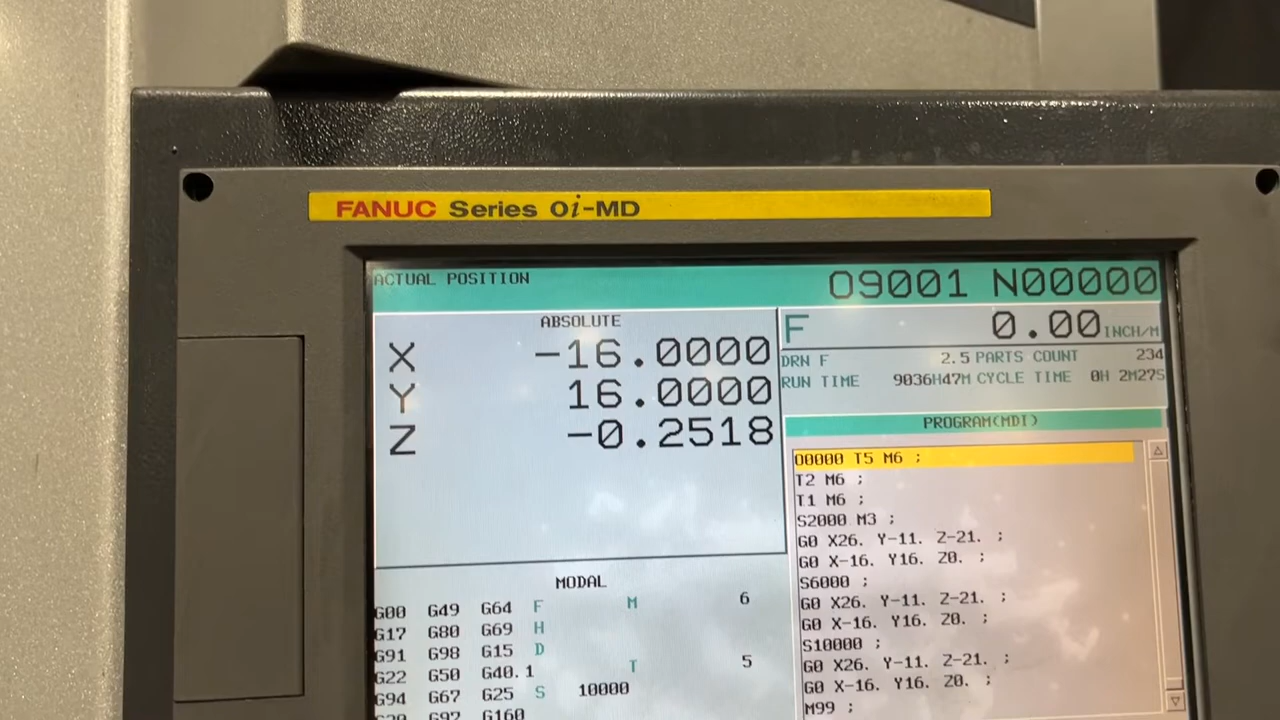 FANUC Series 0i-MD
ACTUAL POSITION O9001 N00000
ABSOLUTE
X -16.0000
Y 16.0000
Z -0.2518
F 0.00 INCH/M
DRN F 2.5 PARTS COUNT 234
RUN TIME 9036H47M CYCLE TIME 0H 2M27S
PROGRAM(MDI)
O0000 T5 M6 ;
T2 M6 ;
T1 M6 ;
S2000 M3 ;
G0 X26. Y-11. Z-21. ;
G0 X-16. Y16. Z0. ;
S6000 ;
G0 X26. Y-11. Z-21. ;
G0 X-16. Y16. Z0. ;
S10000 ;
G0 X26. Y-11. Z-21. ;
G0 X-16. Y16. Z0. ;
M99 ;
MODAL
G00 G49 G64 F M 6
G17 G80 G69 H
G91 G98 G15 D
G22 G50 G40.1 T 5
G94 G67 G25 S 10000
G97 G160